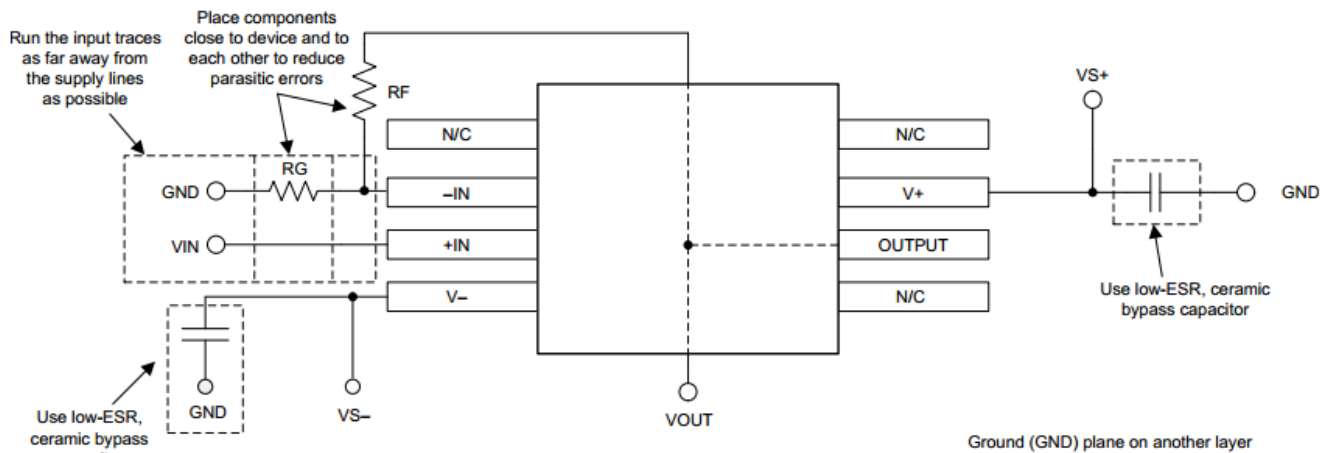 Place components
close to device and to
each other to reduce
parasitic errors
Run the input traces
as far away from
the supply lines
as possible
RF
VS+
N/C
N/C
RG
GND
–IN
V+
GND
VIN
+IN
OUTPUT
V–
N/C
Use low-ESR, ceramic
bypass capacitor
GND
VS–
VOUT
Use low-ESR,
ceramic bypass
Ground (GND) plane on another layer